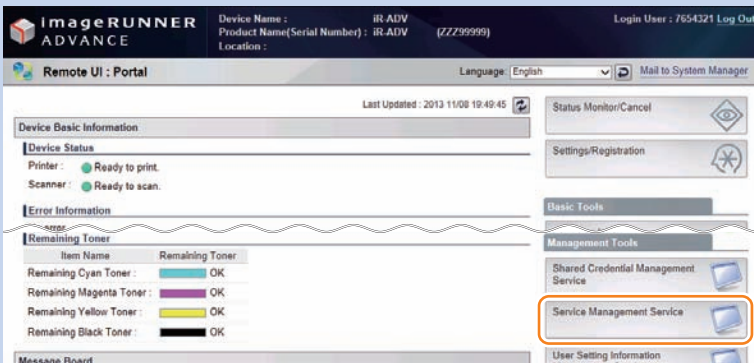 imageRUNNER
ADVANCE
Device Name : iR-ADV
Product Name(Serial Number) : iR-ADV (ZZZ99999)
Location :
Login User : 7654321 Log Out
Remote UI : Portal
Language: English
Mail to System Manager
Last Updated : 2013 11/08 19:49:45
Device Basic Information
Device Status
Printer : Ready to print.
Scanner : Ready to scan.
Error Information
error.
Remaining Toner
Item Name Remaining Toner
Remaining Cyan Toner : OK
Remaining Magenta Toner : OK
Remaining Yellow Toner : OK
Remaining Black Toner : OK
Message Board
Status Monitor/Cancel
Settings/Registration
Basic Tools
Management Tools
Shared Credential Management
Service
Service Management Service
User Setting Information